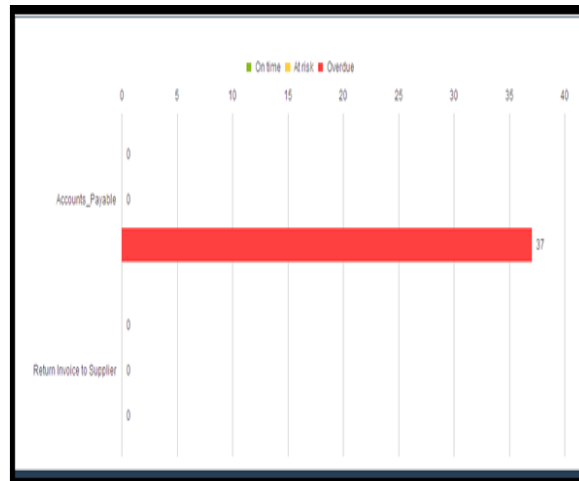 On time At risk Overdue
0 5 10 15 20 25 30 35 40
0
Accounts_Payable 0
37
0
Return Invoice to Supplier 0
0